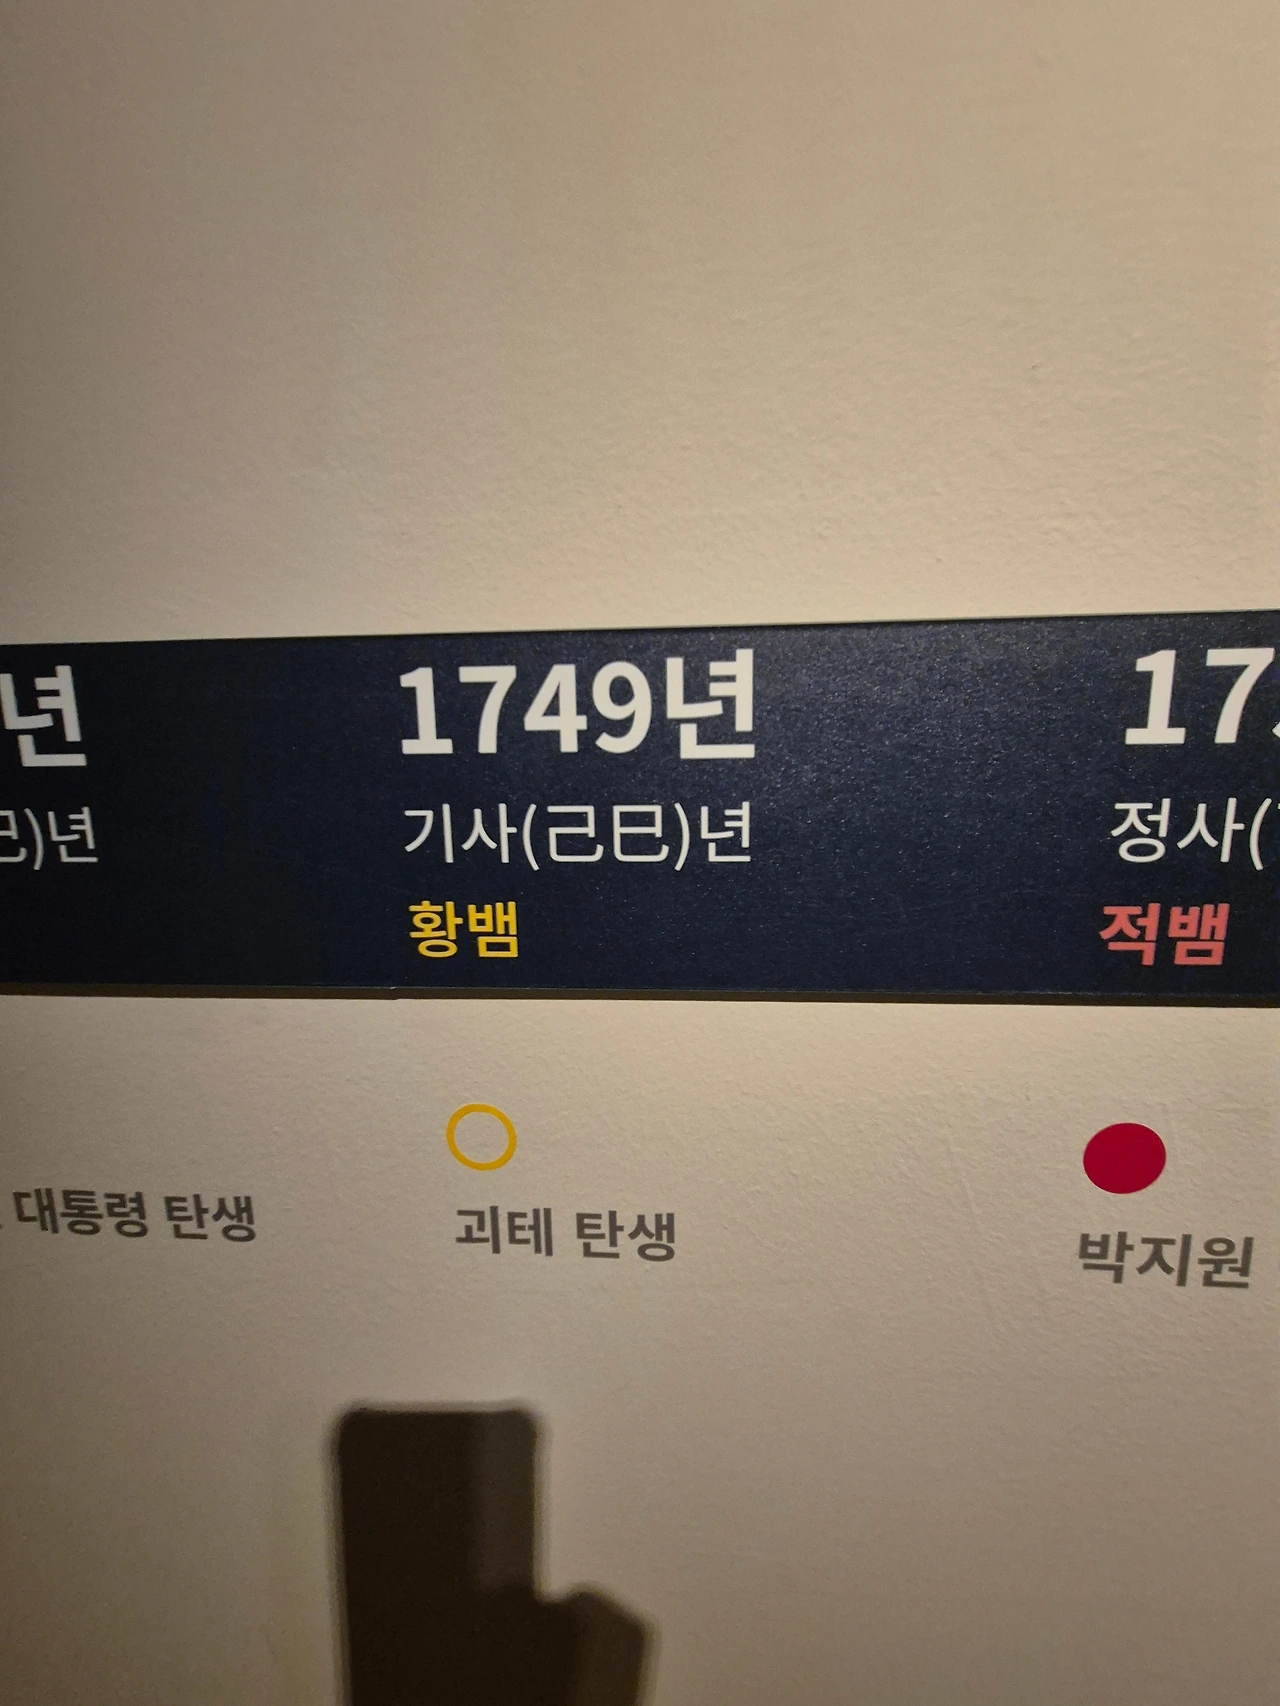 년
1749년
17
巳)년
기사(己巳)년
정사(
황뱀
적뱀
대통령 탄생
괴테 탄생
박지원